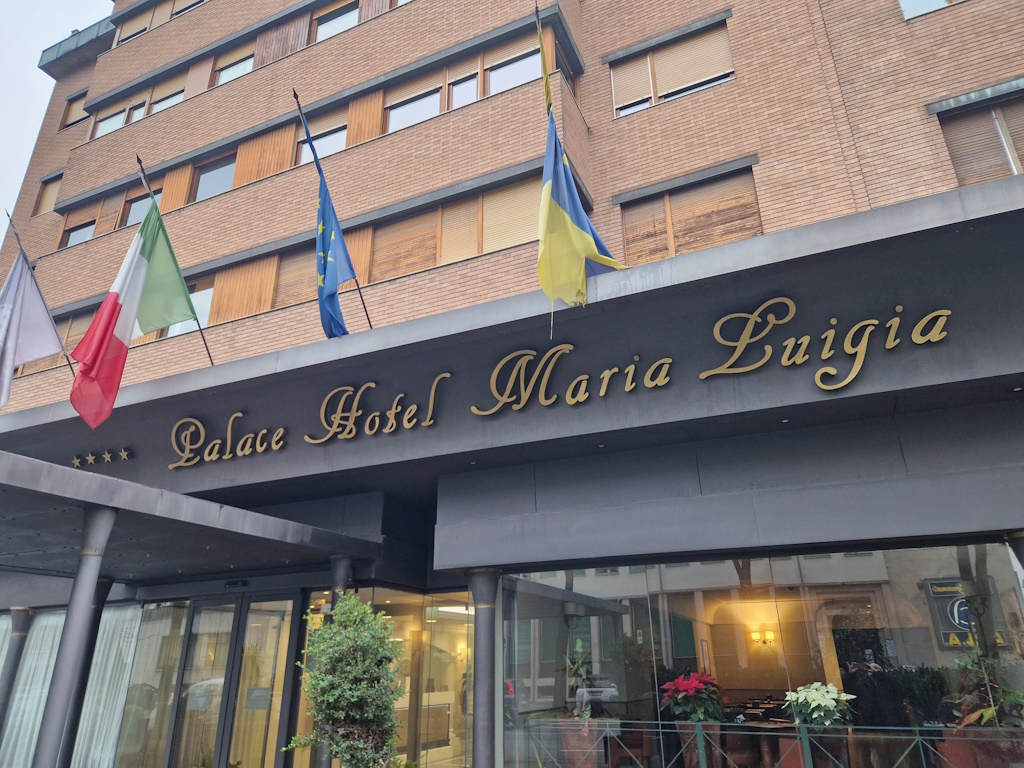 ★★★★ Palace Hotel Maria Luigia